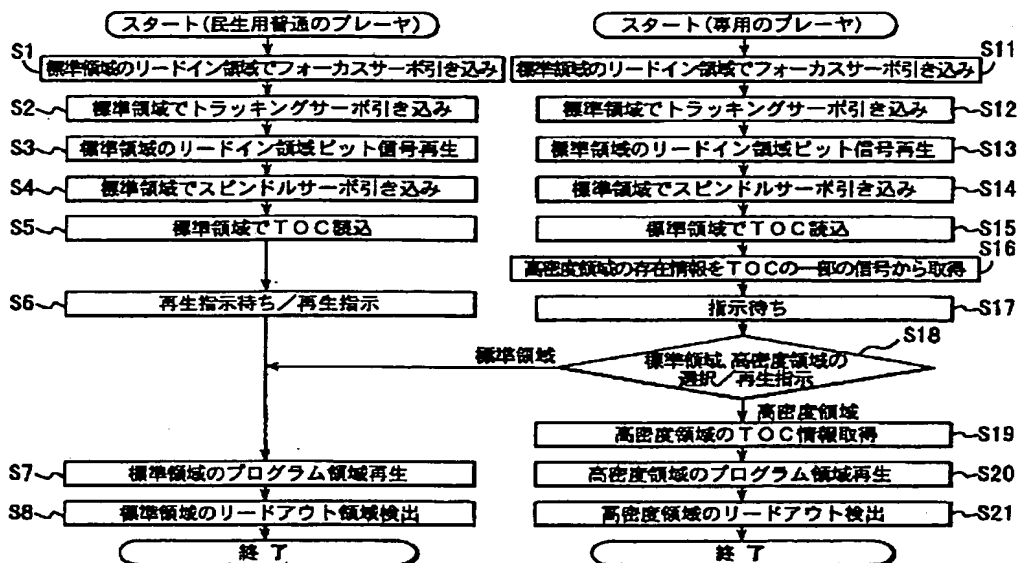 スタート(民生用普通のプレーヤ)
S1
標準領域のリードイン領域でフォーカスサーボ引き込み
S2
標準領域でトラッキングサーボ引き込み
S3
標準領域のリードイン領域ピット信号再生
S4
標準領域でスピンドルサーボ引き込み
S5
標準領域でTOC読込
S6
再生指示待ち/再生指示
S7
標準領域のプログラム領域再生
S8
標準領域のリードアウト領域検出
終了
スタート(専用のプレーヤ)
S11
標準領域のリードイン領域でフォーカスサーボ引き込み
S12
標準領域でトラッキングサーボ引き込み
S13
標準領域のリードイン領域ピット信号再生
S14
標準領域でスピンドルサーボ引き込み
S15
標準領域でTOC読込
S16
高密度領域の存在情報をTOCの一部の信号から取得
S17
指示待ち
S18
標準領域、高密度領域の
選択/再生指示
標準領域
高密度領域
S19
高密度領域のTOC情報取得
S20
高密度領域のプログラム領域再生
S21
高密度領域のリードアウト検出
終了